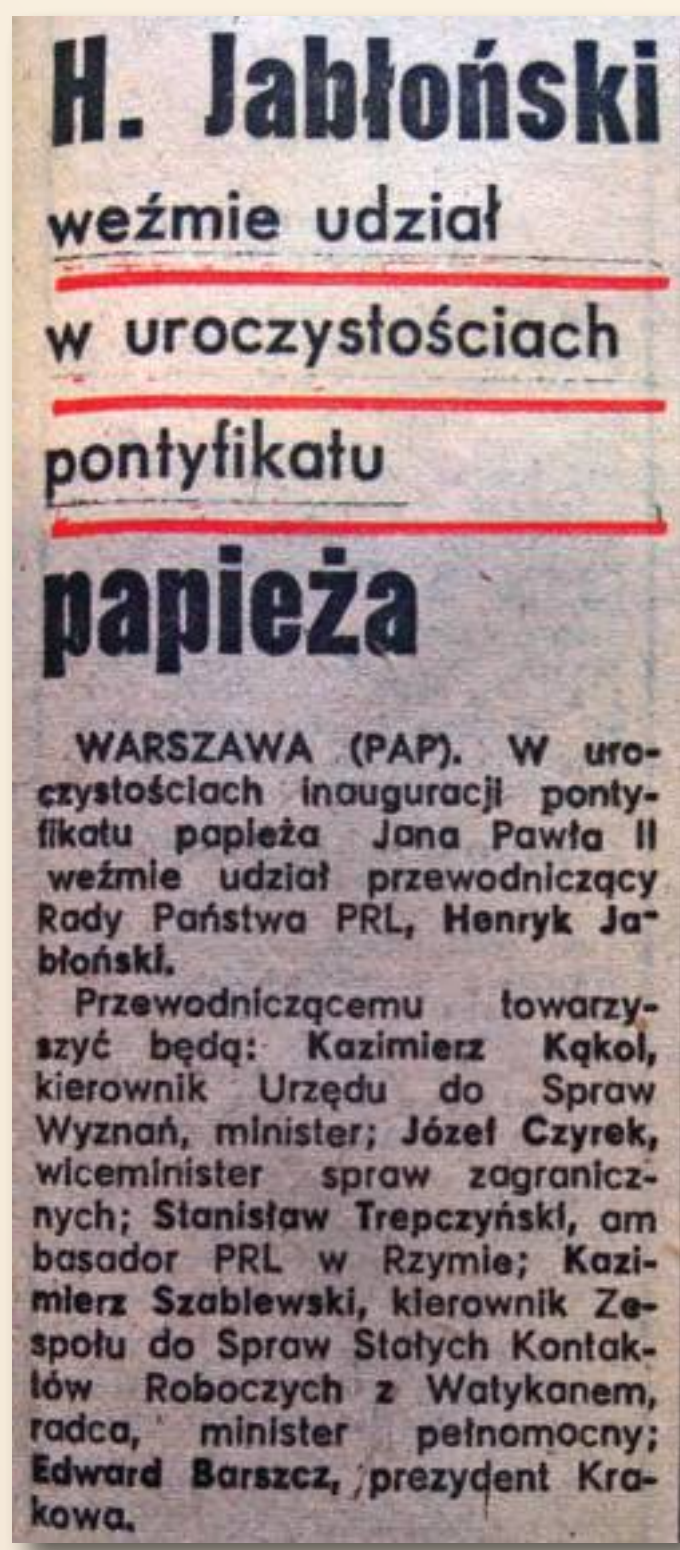 H. Jabłoński
weźmie udział
w uroczystościach
pontyfikatu
papieża
WARSZAWA (PAP). W uro-
czystościach inauguracji ponty-
fikatu papieża Jana Pawła II
weźmie udział przewodniczący
Rady Państwa PRL, Henryk Ja-
błoński.
Przewodniczącemu towarzy-
szyć będą: Kazimierz Kąkol,
kierownik Urzędu do Spraw
Wyznań, minister; Józef Czyrek,
wiceminister spraw zagranicz-
nych; Stanisław Trepczyński, am
basador PRL w Rzymie; Kazi-
mierz Szablewski, kierownik Ze-
społu do Spraw Stałych Kontak-
tów Roboczych z Watykanem,
radca, minister pełnomocny;
Edward Barszcz, prezydent Kra-
kowa.